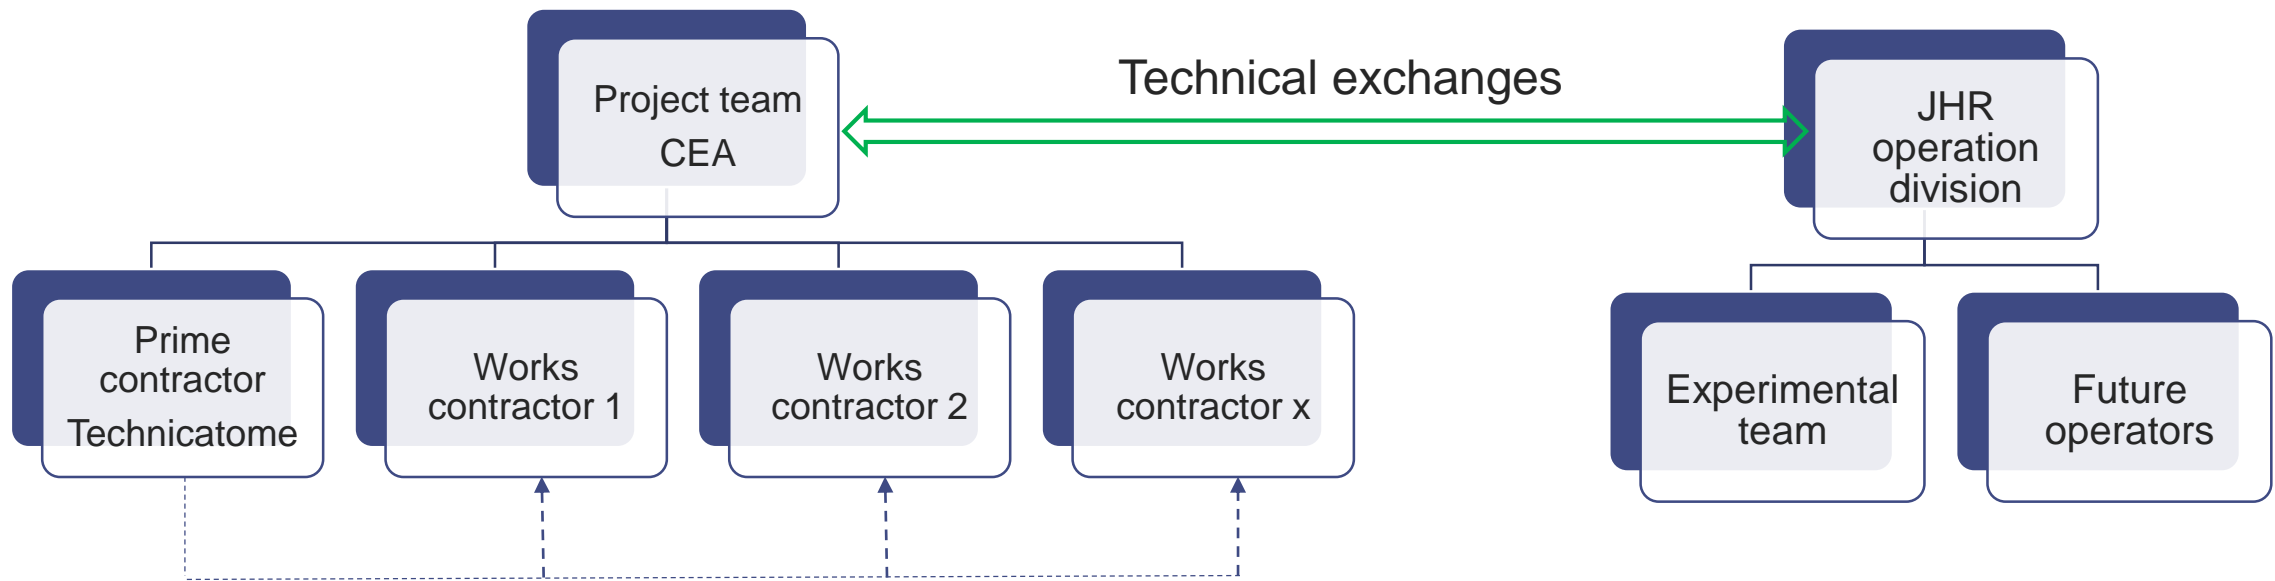 Project team
CEA
Technical exchanges
JHR
operation
division
Prime
contractor
Technicatome
Works
contractor 1
Works
contractor 2
Works
contractor x
Experimental
team
Future
operators